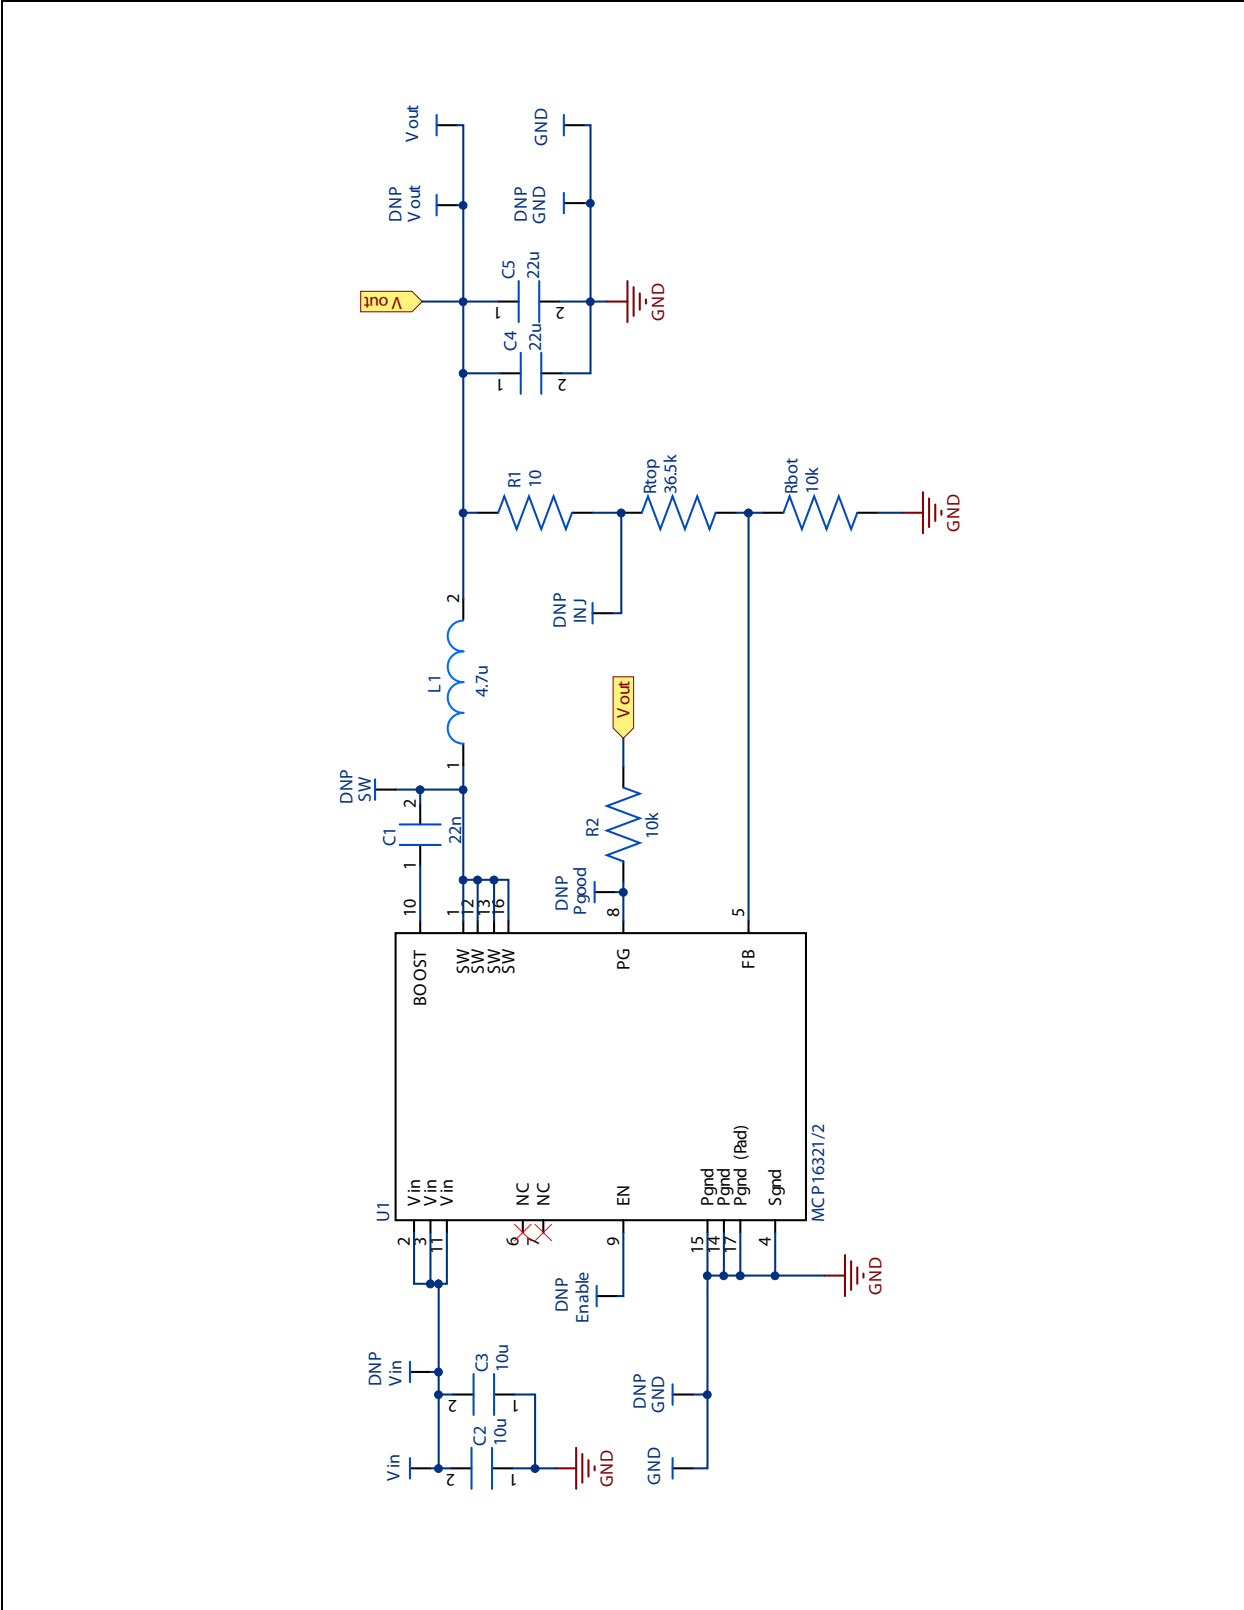 U1
MCP16321/2
Vin
DNP
Vin
C2
10u
2
1
GND
C3
10u
2
1
2
3
11
Vin
Vin
Vin
6
7
NC
NC
DNP
Enable
9
EN
GND
DNP
GND
15
14
17
4
Pgnd
Pgnd
Pgnd (Pad)
Sgnd
GND
BOOST
10
SW
SW
SW
SW
1
12
13
16
PG
8
FB
5
C1
22n
1
2
DNP
SW
DNP
Pgood
R2
10k
Vout
L1
4.7u
1
2
DNP
INJ
R1
10
Rtop
36.5k
Rbot
10k
GND
C4
22u
1
2
C5
22u
1
2
GND
Vout
DNP
Vout
Vout
DNP
GND
GND